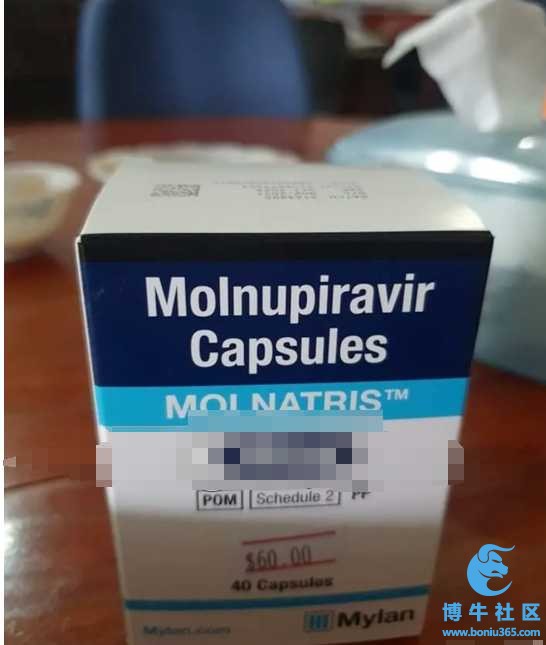 Molnupiravir
Capsules
MOLNATRIS™
POM Schedule 2 PP
$60.00
40 Capsules
Mylan.com
Mylan
博牛社区
www.boniu365.com